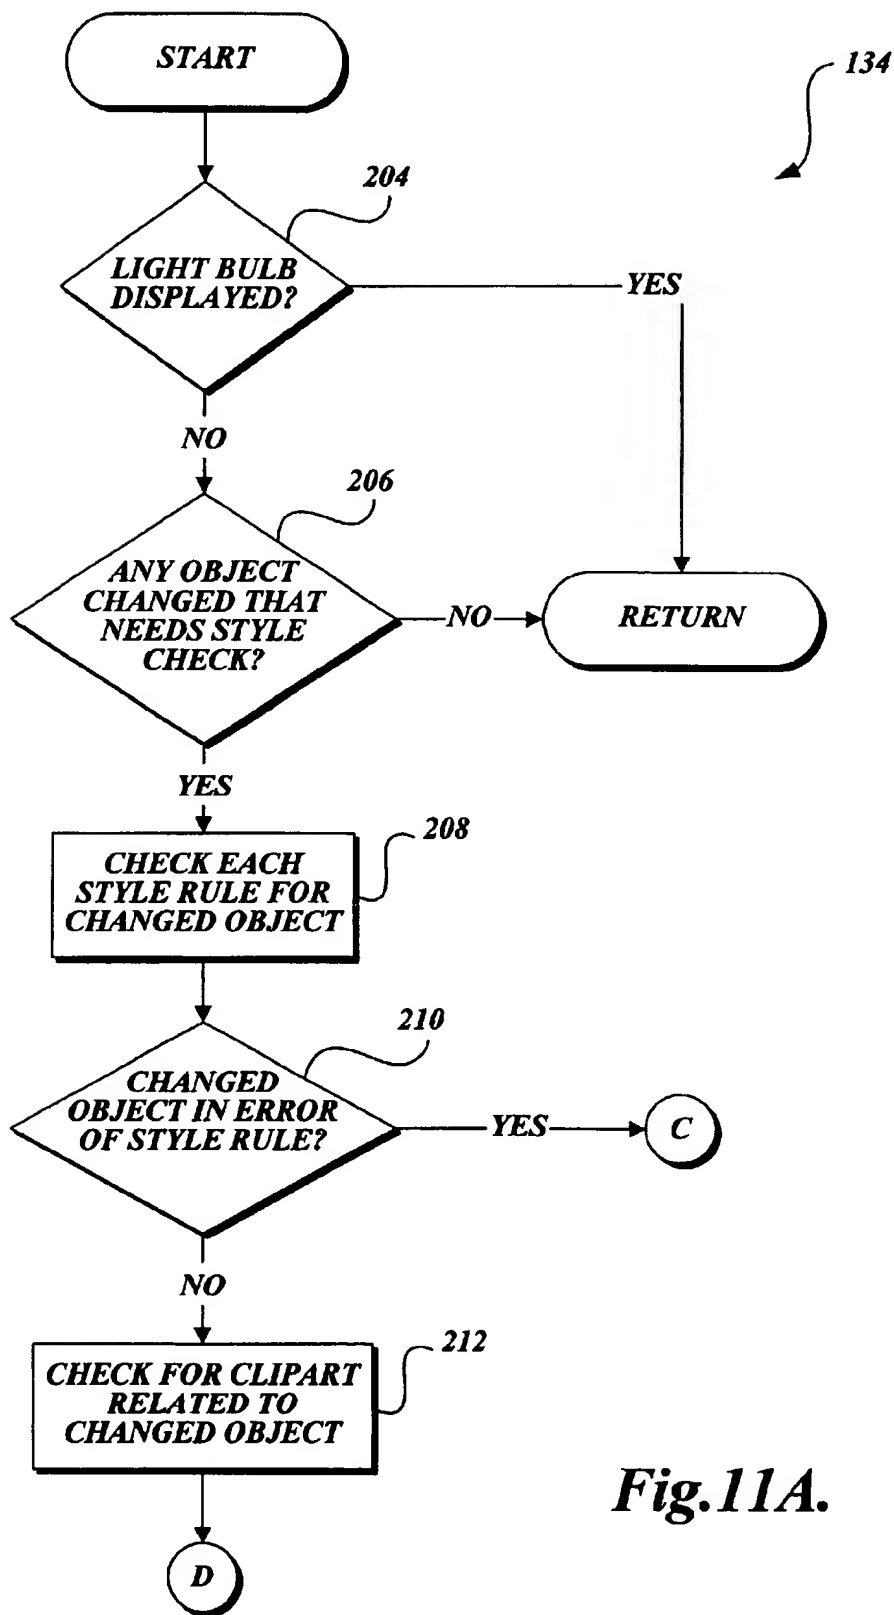 START
134
204
LIGHT BULB
DISPLAYED?
YES
NO
206
ANY OBJECT
CHANGED THAT
NEEDS STYLE
CHECK?
NO
RETURN
YES
208
CHECK EACH
STYLE RULE FOR
CHANGED OBJECT
210
CHANGED
OBJECT IN ERROR
OF STYLE RULE?
YES
C
NO
212
CHECK FOR CLIPART
RELATED TO
CHANGED OBJECT
Fig.11A.
D